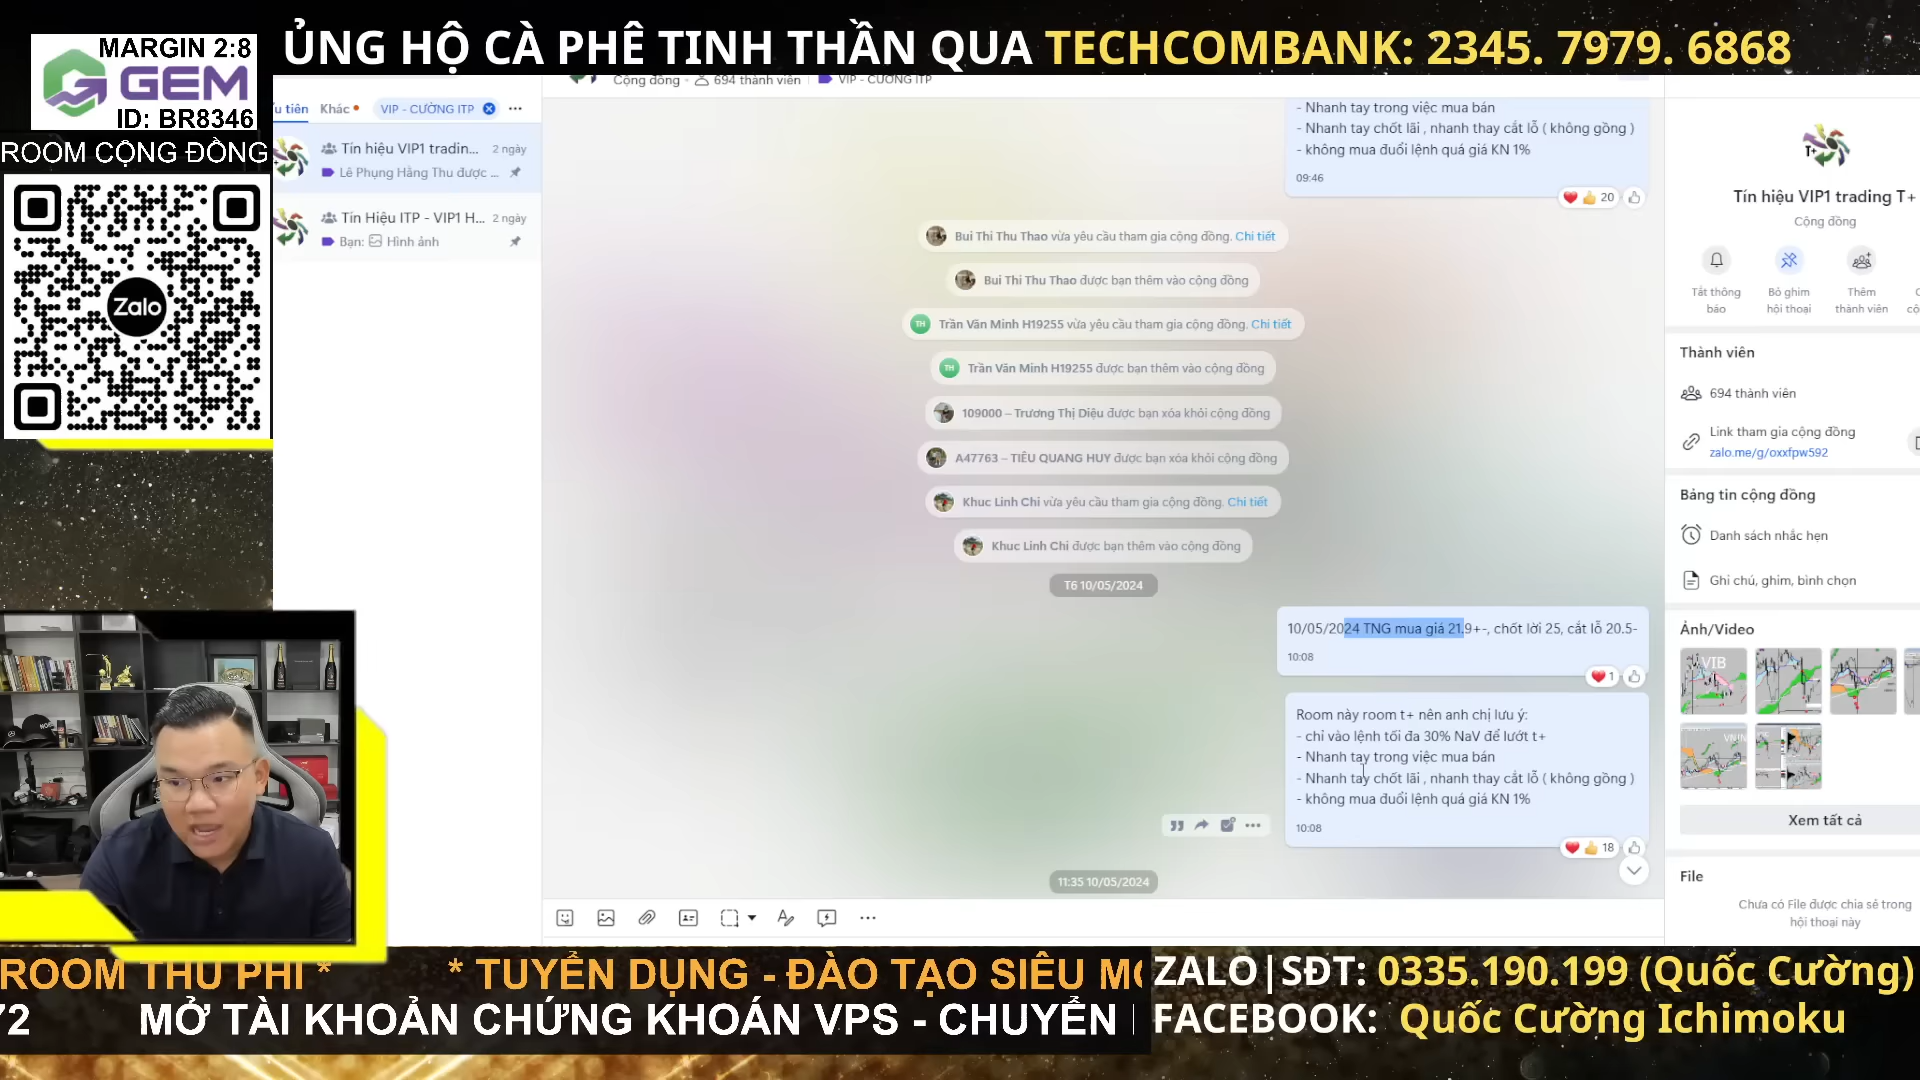 MARGIN 2:8
GEM
ID: BR8346
ROOM CỘNG ĐỒNG
Zalo
ỦNG HỘ CÀ PHÊ TINH THẦN QUA TECHCOMBANK: 2345. 7979. 6868
Khác
VIP - CƯỜNG ITP
Tín hiệu VIP1 tradin... 2 ngày
Lê Phụng Hằng Thu được ...
Tín Hiệu ITP - VIP1 H... 2 ngày
Bạn: Hình ảnh
Cộng đồng 694 thành viên VIP - CƯỜNG ITP
- Nhanh tay trong việc mua bán
- Nhanh tay chốt lãi , nhanh thay cắt lỗ ( không gồng )
- không mua đuổi lệnh quá giá KN 1%
09:46
20
Bui Thi Thu Thao vừa yêu cầu tham gia cộng đồng. Chi tiết
Bui Thi Thu Thao được bạn thêm vào cộng đồng
TH Trần Văn Minh H19255 vừa yêu cầu tham gia cộng đồng. Chi tiết
TH Trần Văn Minh H19255 được bạn thêm vào cộng đồng
109000 – Trương Thị Diệu được bạn xóa khỏi cộng đồng
A47763 – TIÊU QUANG HUY được bạn xóa khỏi cộng đồng
Khuc Linh Chi vừa yêu cầu tham gia cộng đồng. Chi tiết
Khuc Linh Chi được bạn thêm vào cộng đồng
T6 10/05/2024
10/05/2024 TNG mua giá 21.9+-, chốt lời 25, cắt lỗ 20.5-
10:08
1
Room này room t+ nên anh chị lưu ý:
- chỉ vào lệnh tối đa 30% NaV để lướt t+
- Nhanh tay trong việc mua bán
- Nhanh tay chốt lãi , nhanh thay cắt lỗ ( không gồng )
- không mua đuổi lệnh quá giá KN 1%
10:08
18
11:35 10/05/2024
T+
Tín hiệu VIP1 trading T+
Cộng đồng
Tắt thông báo
Bỏ ghim hội thoại
Thêm thành viên
Thành viên
694 thành viên
Link tham gia cộng đồng
zalo.me/g/oxxfpw592
Bảng tin cộng đồng
Danh sách nhắc hẹn
Ghi chú, ghim, bình chọn
Ảnh/Video
VIB
Xem tất cả
File
Chưa có File được chia sẻ trong
hội thoại này
ROOM THU PHÍ * * TUYỂN DỤNG - ĐÀO TẠO SIÊU
72 MỞ TÀI KHOẢN CHỨNG KHOÁN VPS - CHUYỂN
ZALO|SĐT: 0335.190.199 (Quốc Cường)
FACEBOOK: Quốc Cường Ichimoku